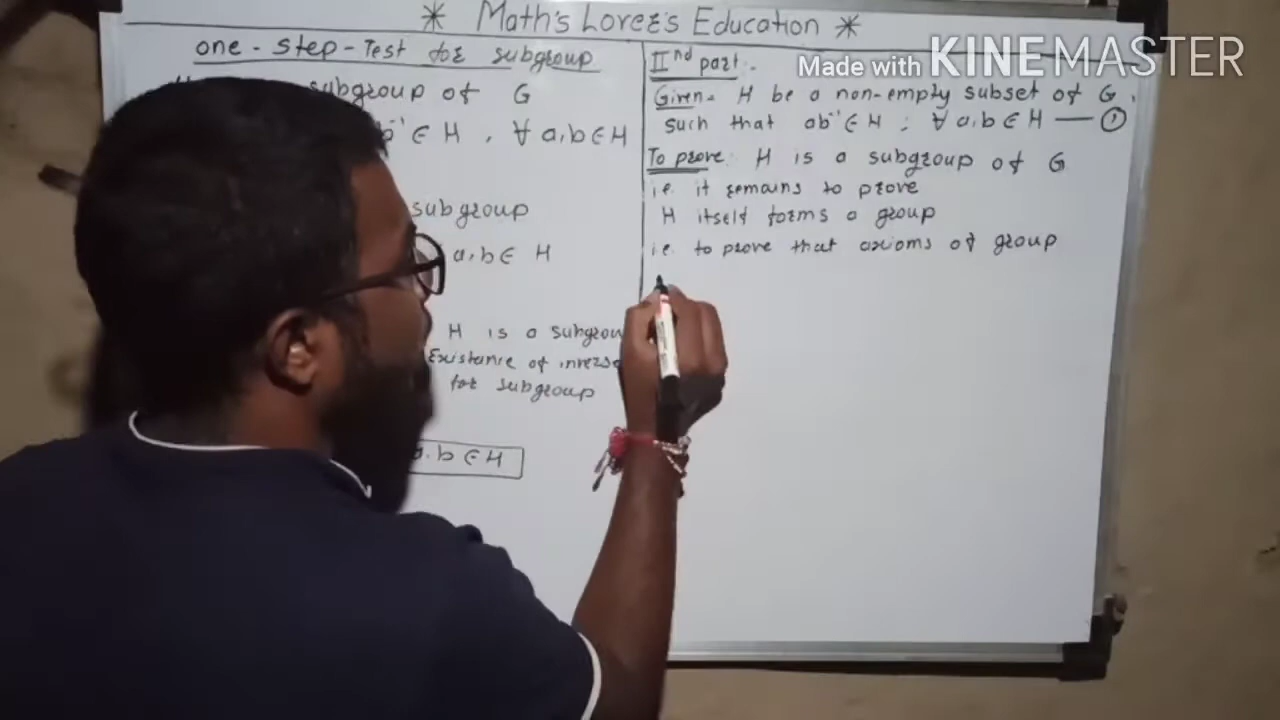 * Math's Lover's Education *
Made with KINEMASTER
one - step - Test for subgroup
subgroup of G
b⁻¹ ∈ H , ∀ a,b ∈ H
subgroup
a,b ∈ H
H is a subgrou
Existance of inverse
for subgroup
b ∈ H
IInd part.
Given - H be a non-empty subset of G ,
such that ab⁻¹ ∈ H ; ∀ a,b ∈ H — ①
To prove: H is a subgroup of G
i.e. it remains to prove
H itself forms a group
i.e. to prove that axioms of group